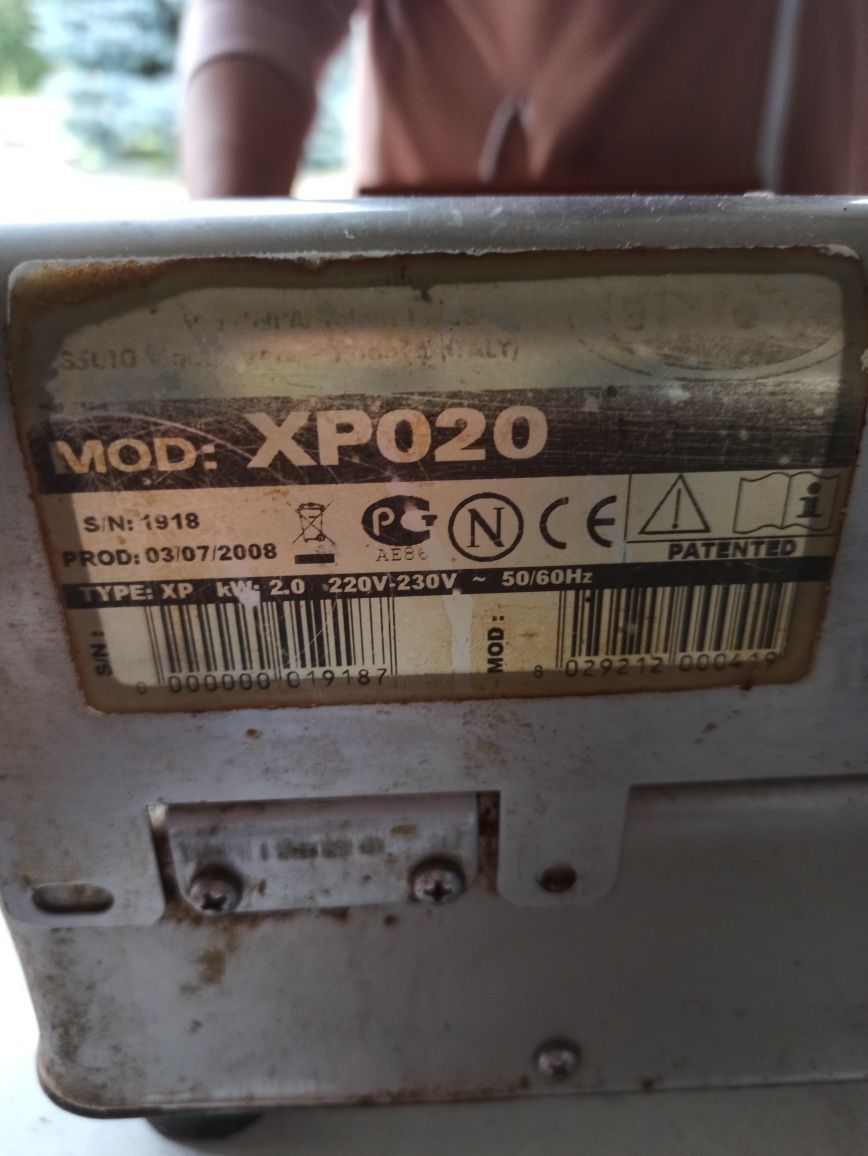 ITALY)
MOD: XP020
S/N: 1918
PROD: 03/07/2008
AE86
N
CE
i
PATENTED
TYPE: XP kW: 2.0 220V-230V ~ 50/60Hz
S/N:
0 000000 019187
MOD:
8 029212 000419